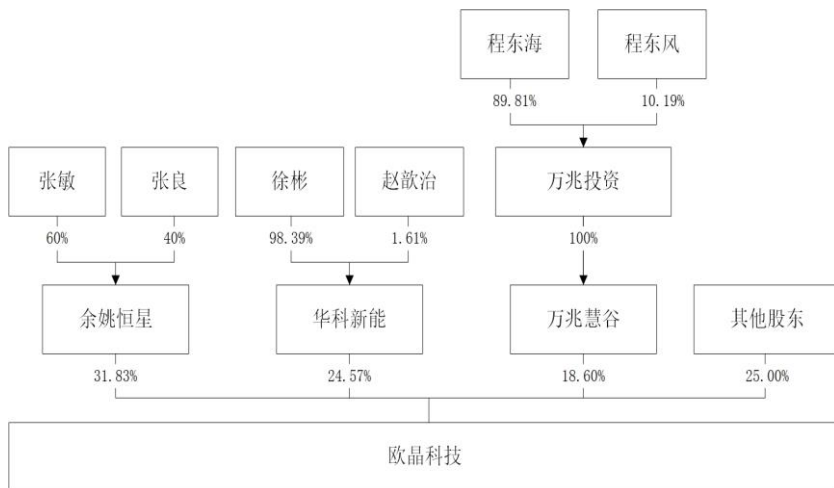 程东海 程东风
89.81% 10.19%
张敏 张良 徐彬 赵歆治 万兆投资
60% 40% 98.39% 1.61% 100%
余姚恒星 华科新能 万兆慧谷 其他股东
31.83% 24.57% 18.60% 25.00%
欧晶科技